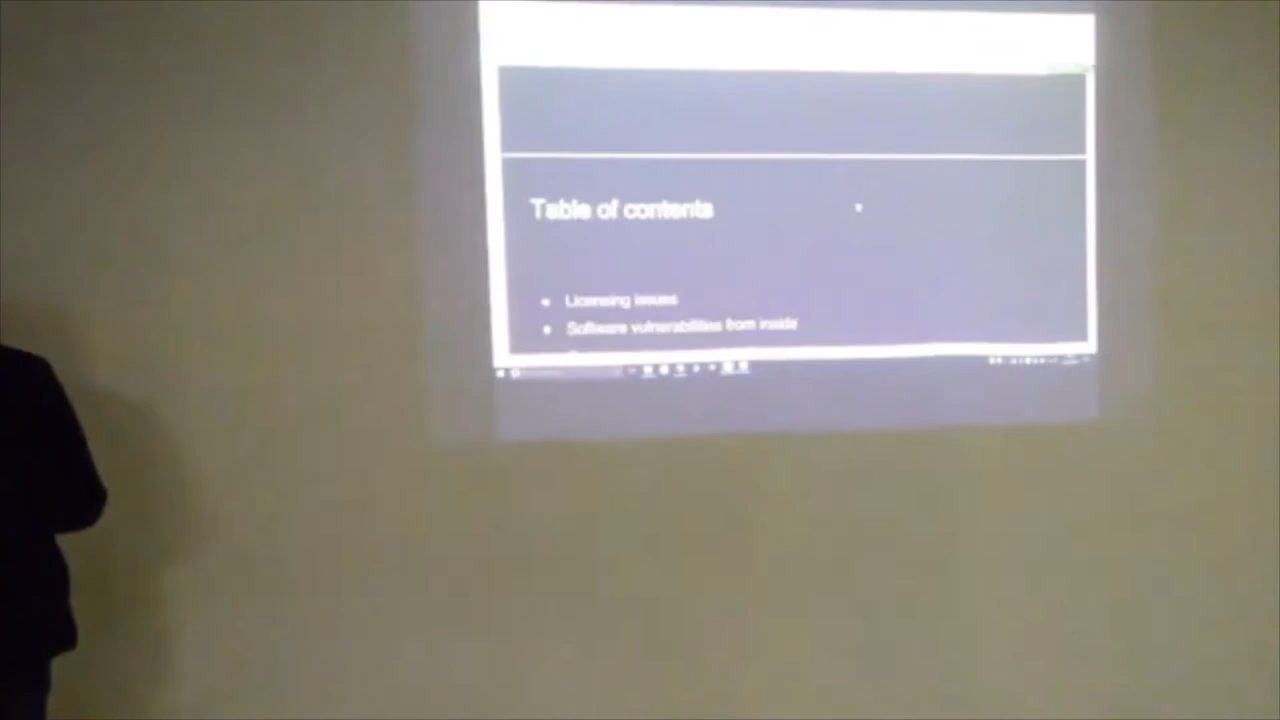 Table of contents
Licensing issues
Software vulnerabilities from inside